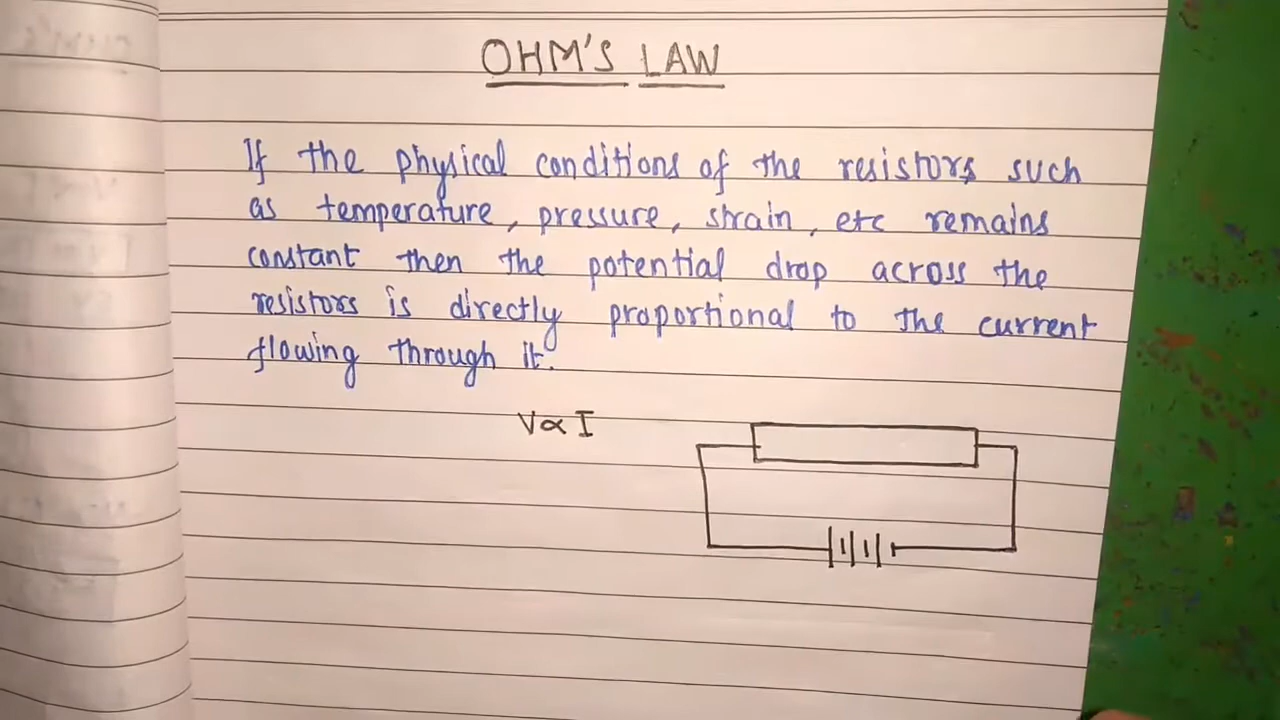 OHM'S LAW
If the physical conditions of the resistors such
as temperature, pressure, strain, etc remains
constant then the potential drop across the
resistors is directly proportional to the current
flowing through it.
V∝I